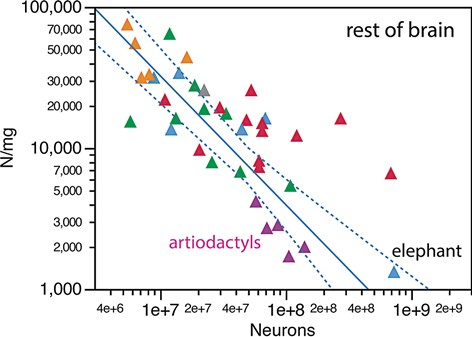 100,000
rest of brain
70,000
50,000
30,000
20,000
N/mg
10,000
7,000
5,000
3,000
artiodactyls
elephant
2,000
1,000
4e+6 1e+7 2e+7 4e+7 1e+8 2e+8 4e+8 1e+9 2e+9
Neurons